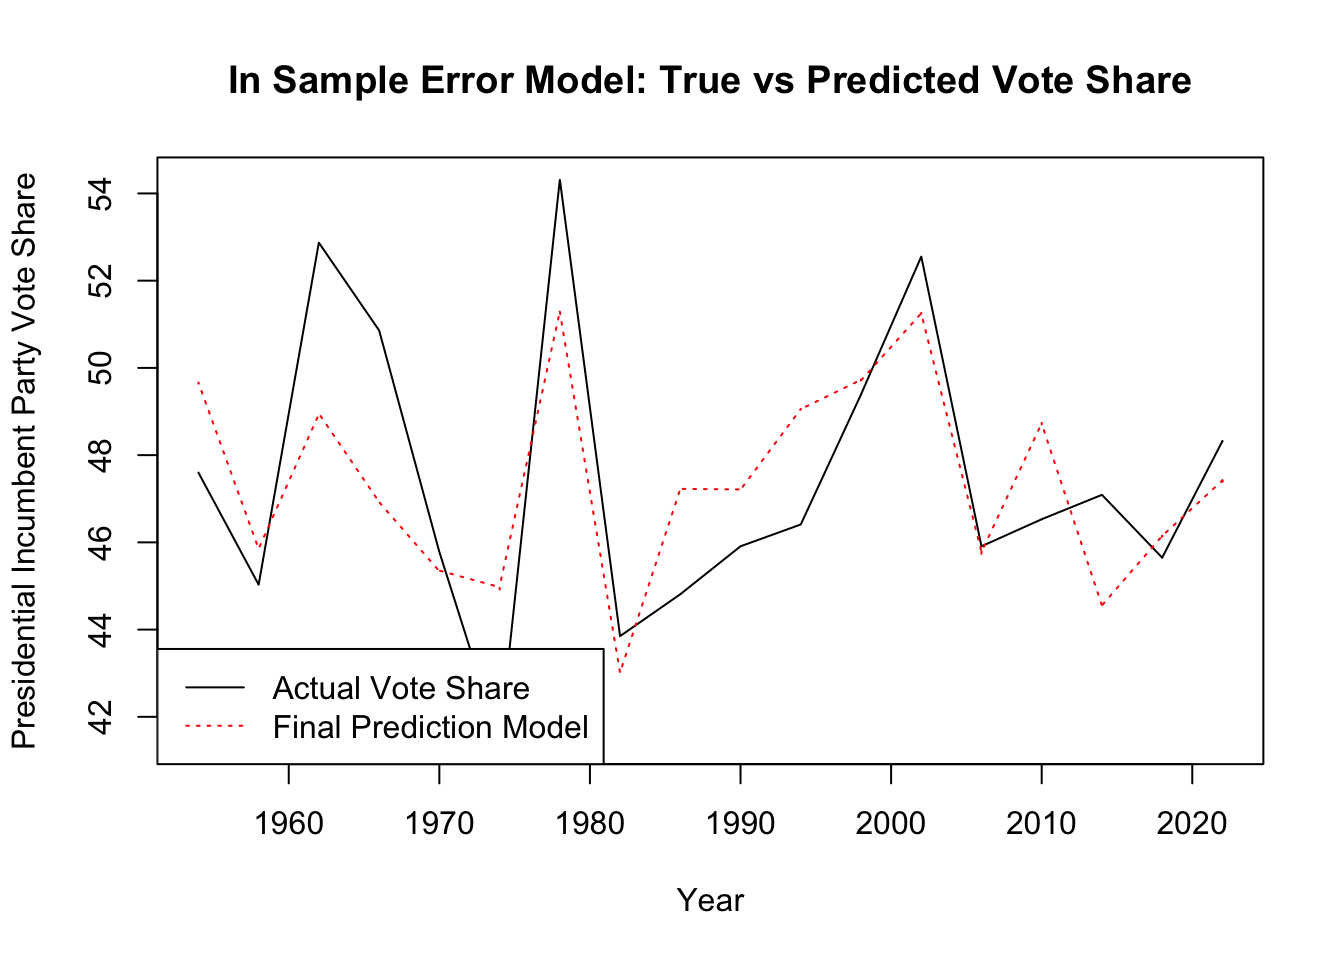 In Sample Error Model: True vs Predicted Vote Share
Presidential Incumbent Party Vote Share
54
52
50
48
46
44
42
Actual Vote Share
Final Prediction Model
1960 1970 1980 1990 2000 2010 2020
Year